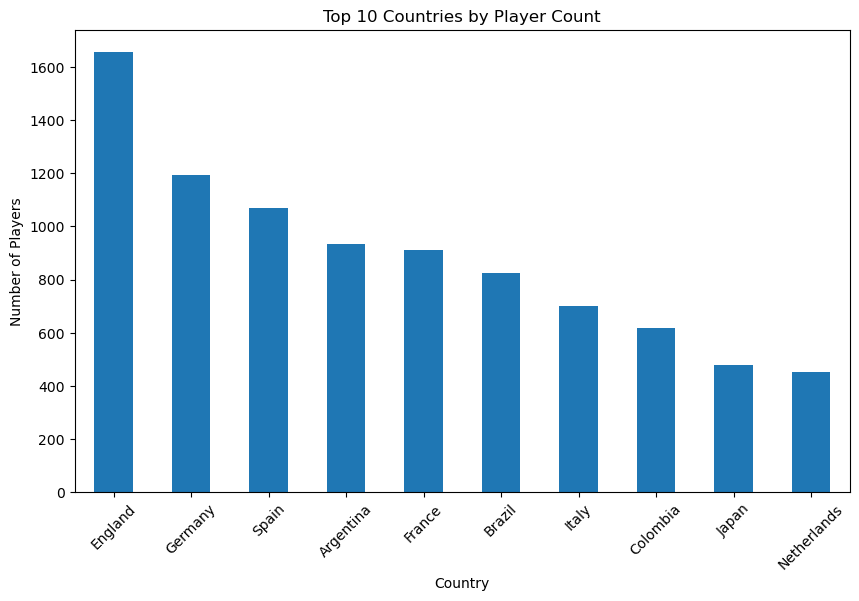 Top 10 Countries by Player Count
Number of Players
1600
1400
1200
1000
800
600
400
200
0
England
Germany
Spain
Argentina
France
Brazil
Italy
Colombia
Japan
Netherlands
Country